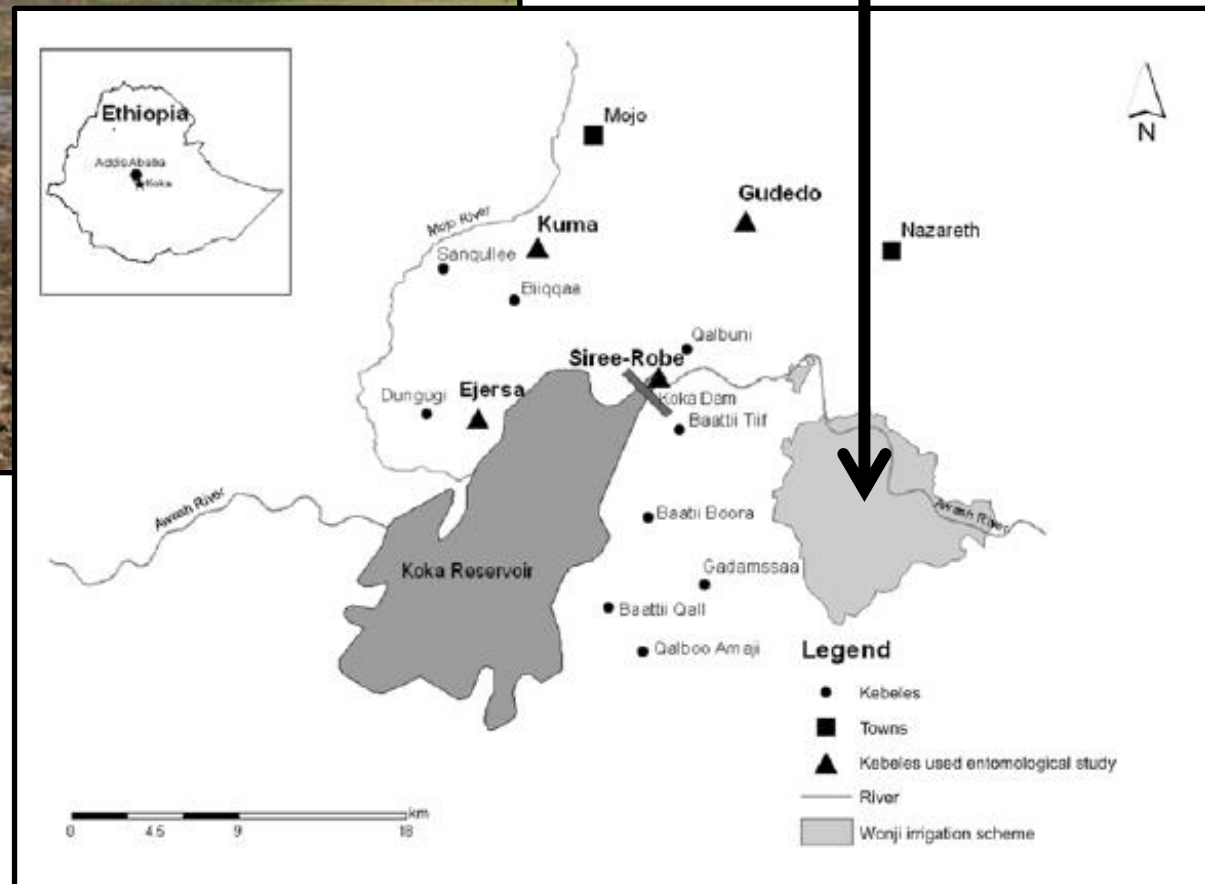 Ethiopia
Addis Ababa
Koka
Mojo
N
Gudedo
Mojo River
Kuma
Nazareth
Sanqullee
Biiqqaa
Qalbuni
Siree-Robe
Dungugi
Ejersa
Koka Dam
Baattii Tiif
Awash River
Baatii Boora
Awash River
Koka Reservoir
Gadamssaa
Baattii Qall
Qalboo Amaji
Legend
Kebeles
Towns
Kebeles used entomological study
River
Wonji irrigation scheme
km
0 4.5 9 18